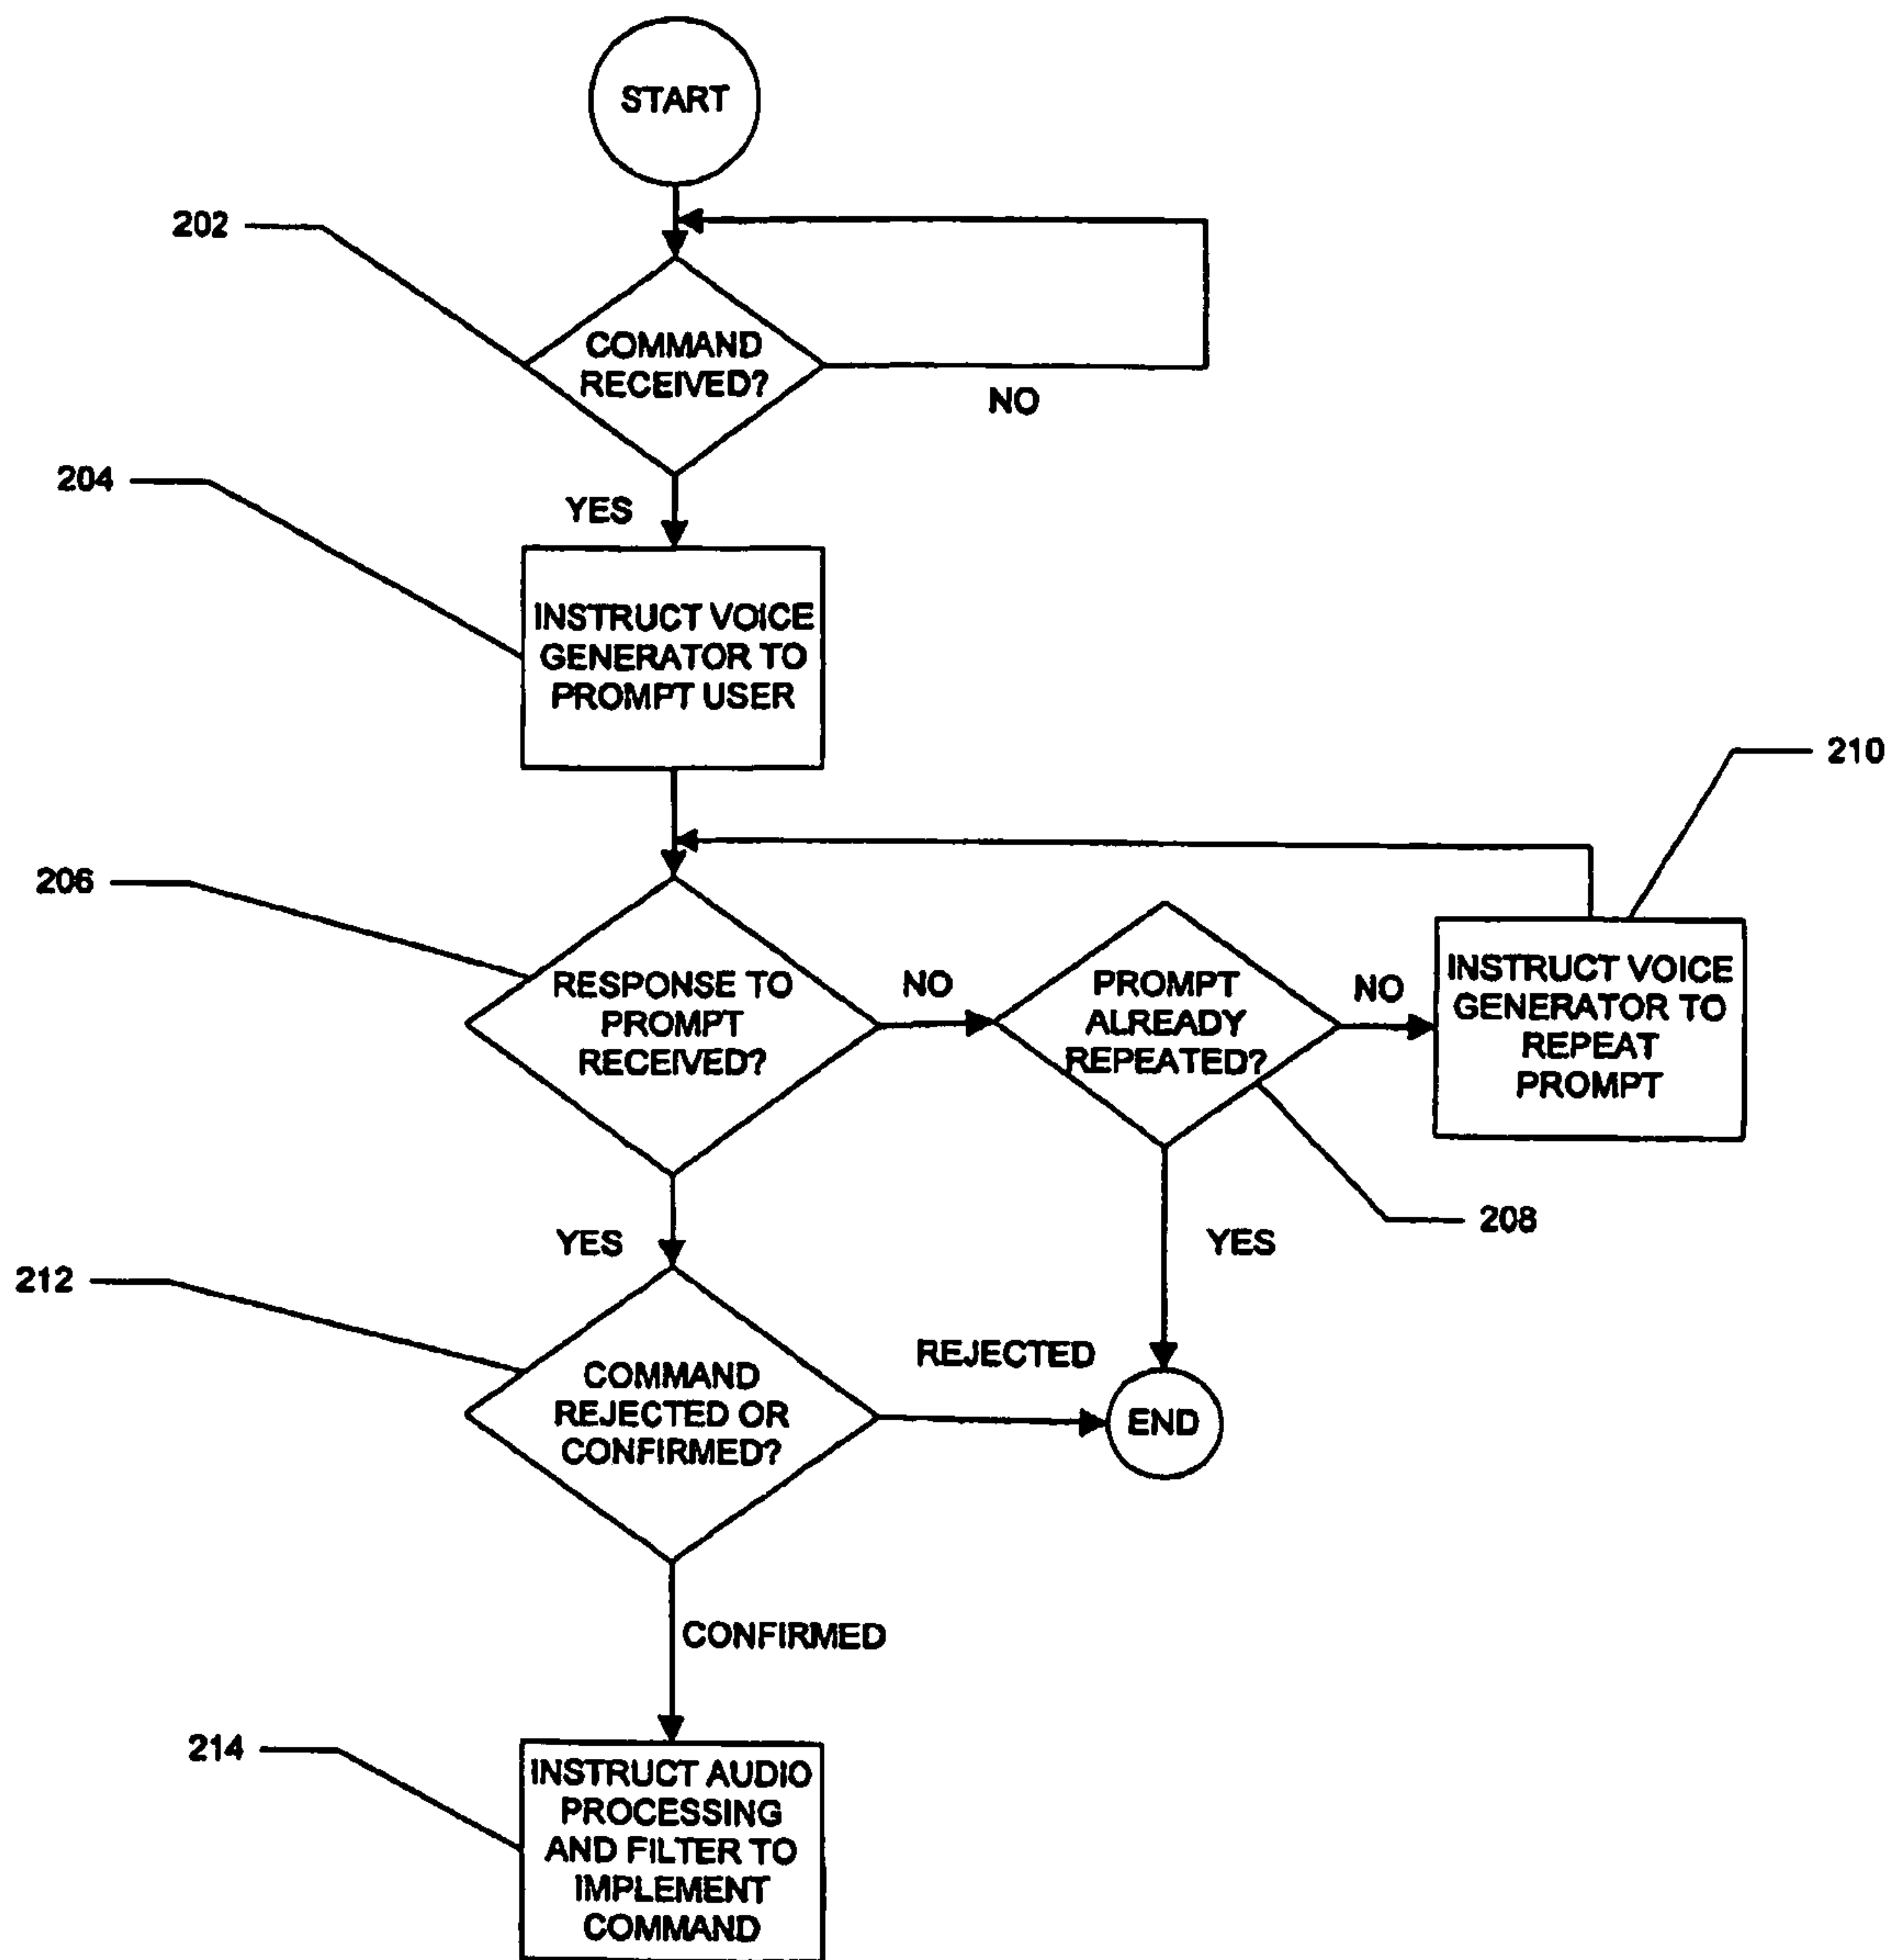 START
202
COMMAND
RECEIVED?
NO
204
YES
INSTRUCT VOICE
GENERATOR TO
PROMPT USER
210
206
RESPONSE TO
PROMPT
RECEIVED?
NO
PROMPT
ALREADY
REPEATED?
NO
INSTRUCT VOICE
GENERATOR TO
REPEAT
PROMPT
208
YES
YES
212
COMMAND
REJECTED OR
CONFIRMED?
REJECTED
END
CONFIRMED
214
INSTRUCT AUDIO
PROCESSING
AND FILTER TO
IMPLEMENT
COMMAND